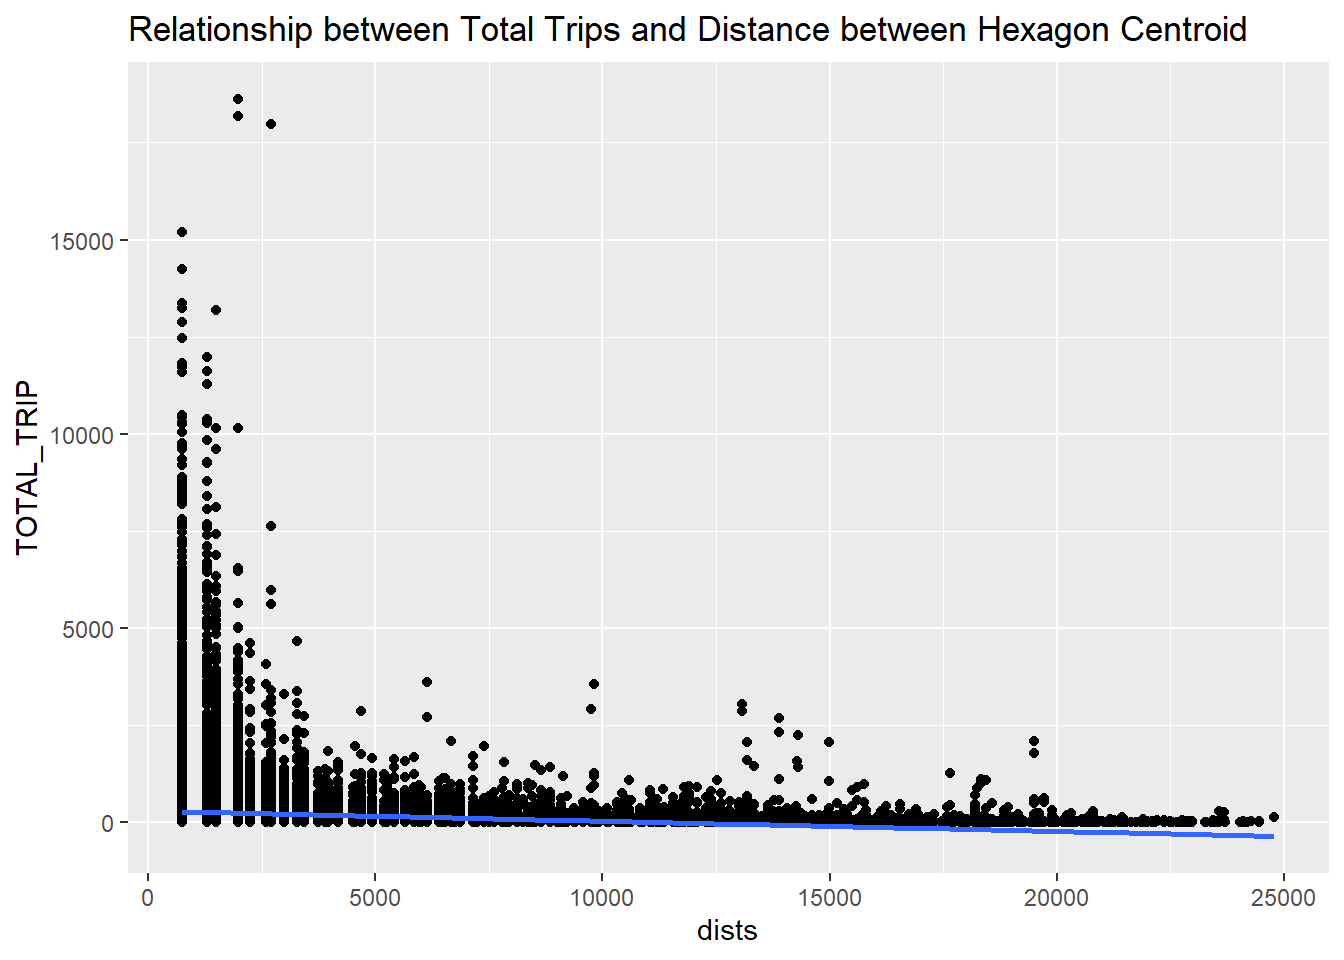 Relationship between Total Trips and Distance between Hexagon Centroid
TOTAL_TRIP
15000
10000
5000
0
0 5000 10000 15000 20000 25000
dists